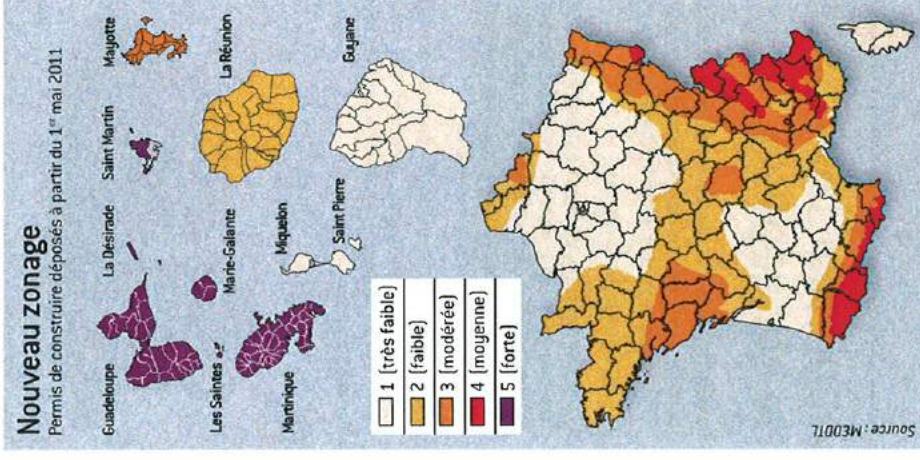 Nouveau zonage
Permis de construire déposés à partir du 1er mai 2011
Guadeloupe
La Désirade
Saint Martin
Mayotte
Les Saintes
Marie-Galante
La Réunion
Martinique
Miquelon
Saint Pierre
Guyane
1 (très faible)
2 (faible)
3 (modérée)
4 (moyenne)
5 (forte)
Source : MEDDTL